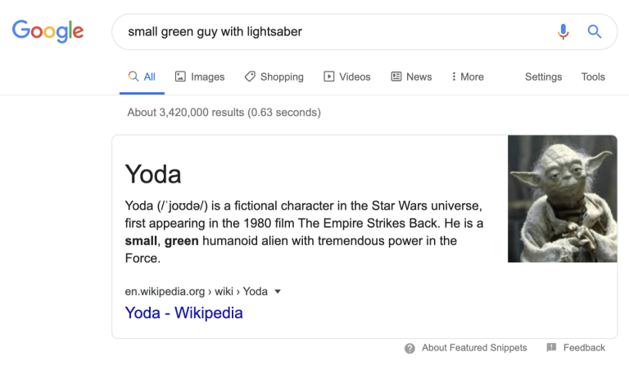 Google
small green guy with lightsaber
All Images Shopping Videos News More Settings Tools
About 3,420,000 results (0.63 seconds)
Yoda
Yoda (/ˈjoʊdə/) is a fictional character in the Star Wars universe,
first appearing in the 1980 film The Empire Strikes Back. He is a
small, green humanoid alien with tremendous power in the
Force.
en.wikipedia.org › wiki › Yoda
Yoda - Wikipedia
About Featured Snippets Feedback